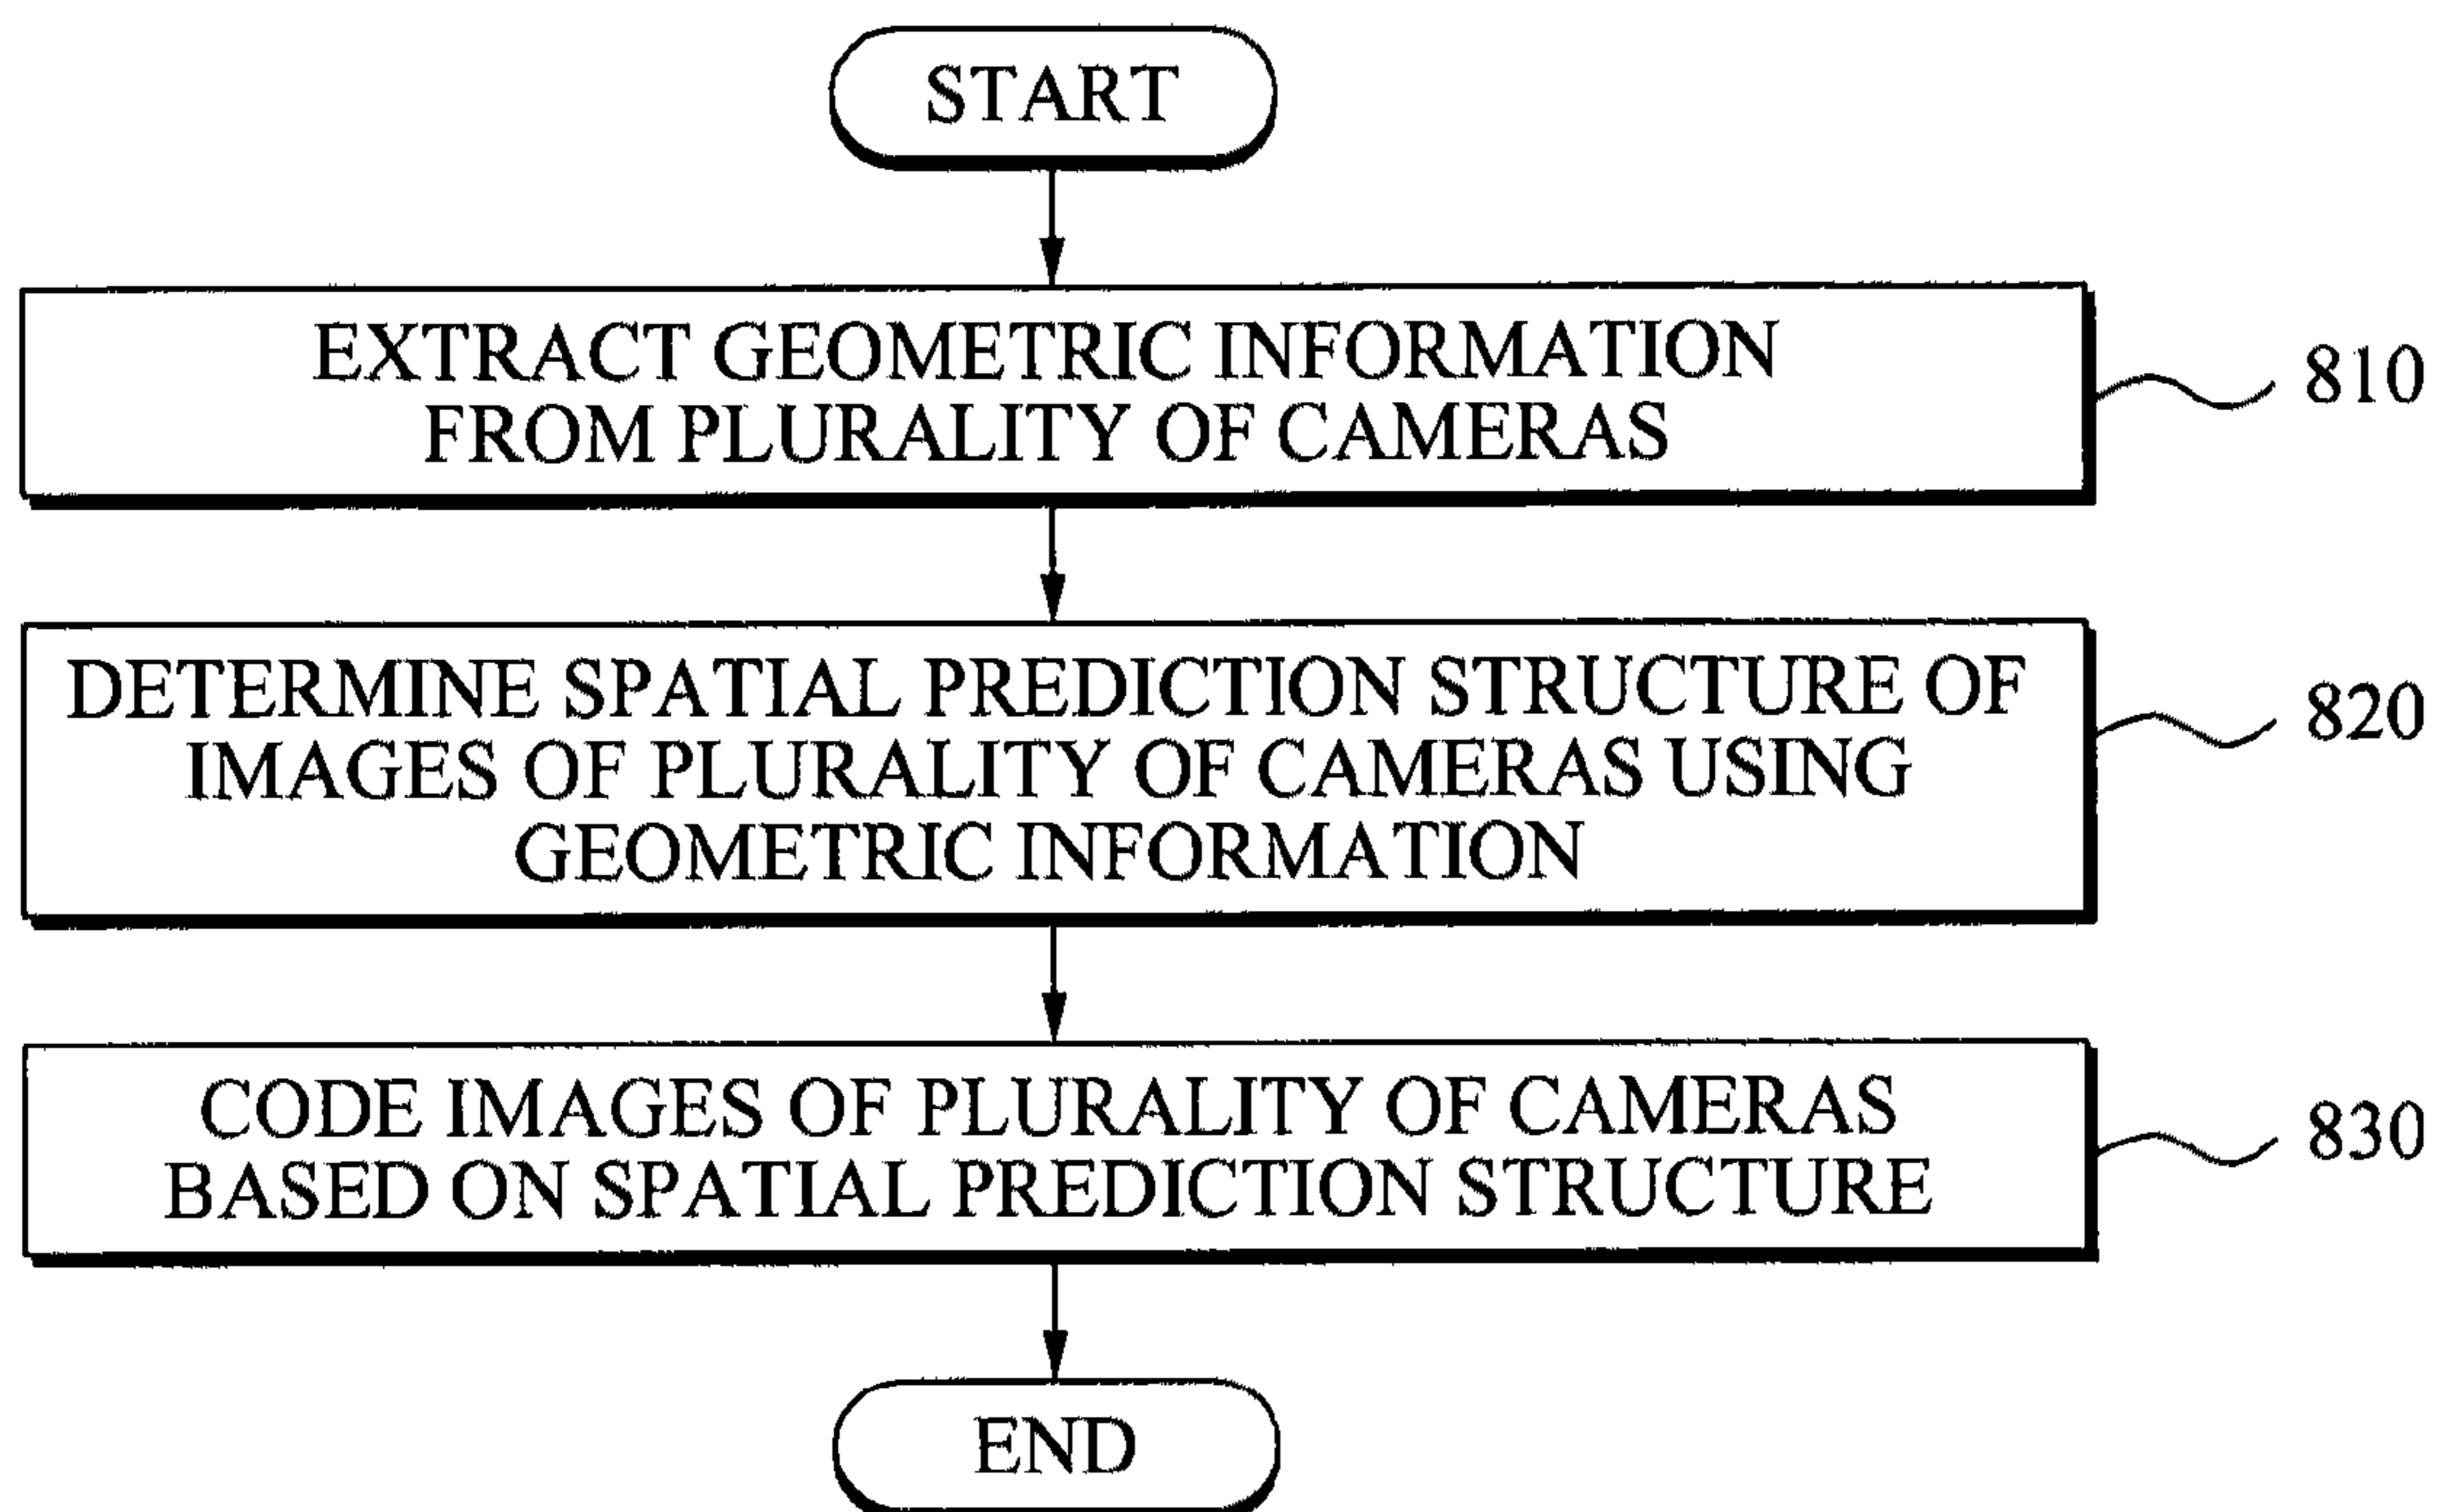 START
EXTRACT GEOMETRIC INFORMATION
FROM PLURALITY OF CAMERAS
810
DETERMINE SPATIAL PREDICTION STRUCTURE OF
IMAGES OF PLURALITY OF CAMERAS USING
GEOMETRIC INFORMATION
820
CODE IMAGES OF PLURALITY OF CAMERAS
BASED ON SPATIAL PREDICTION STRUCTURE
830
END